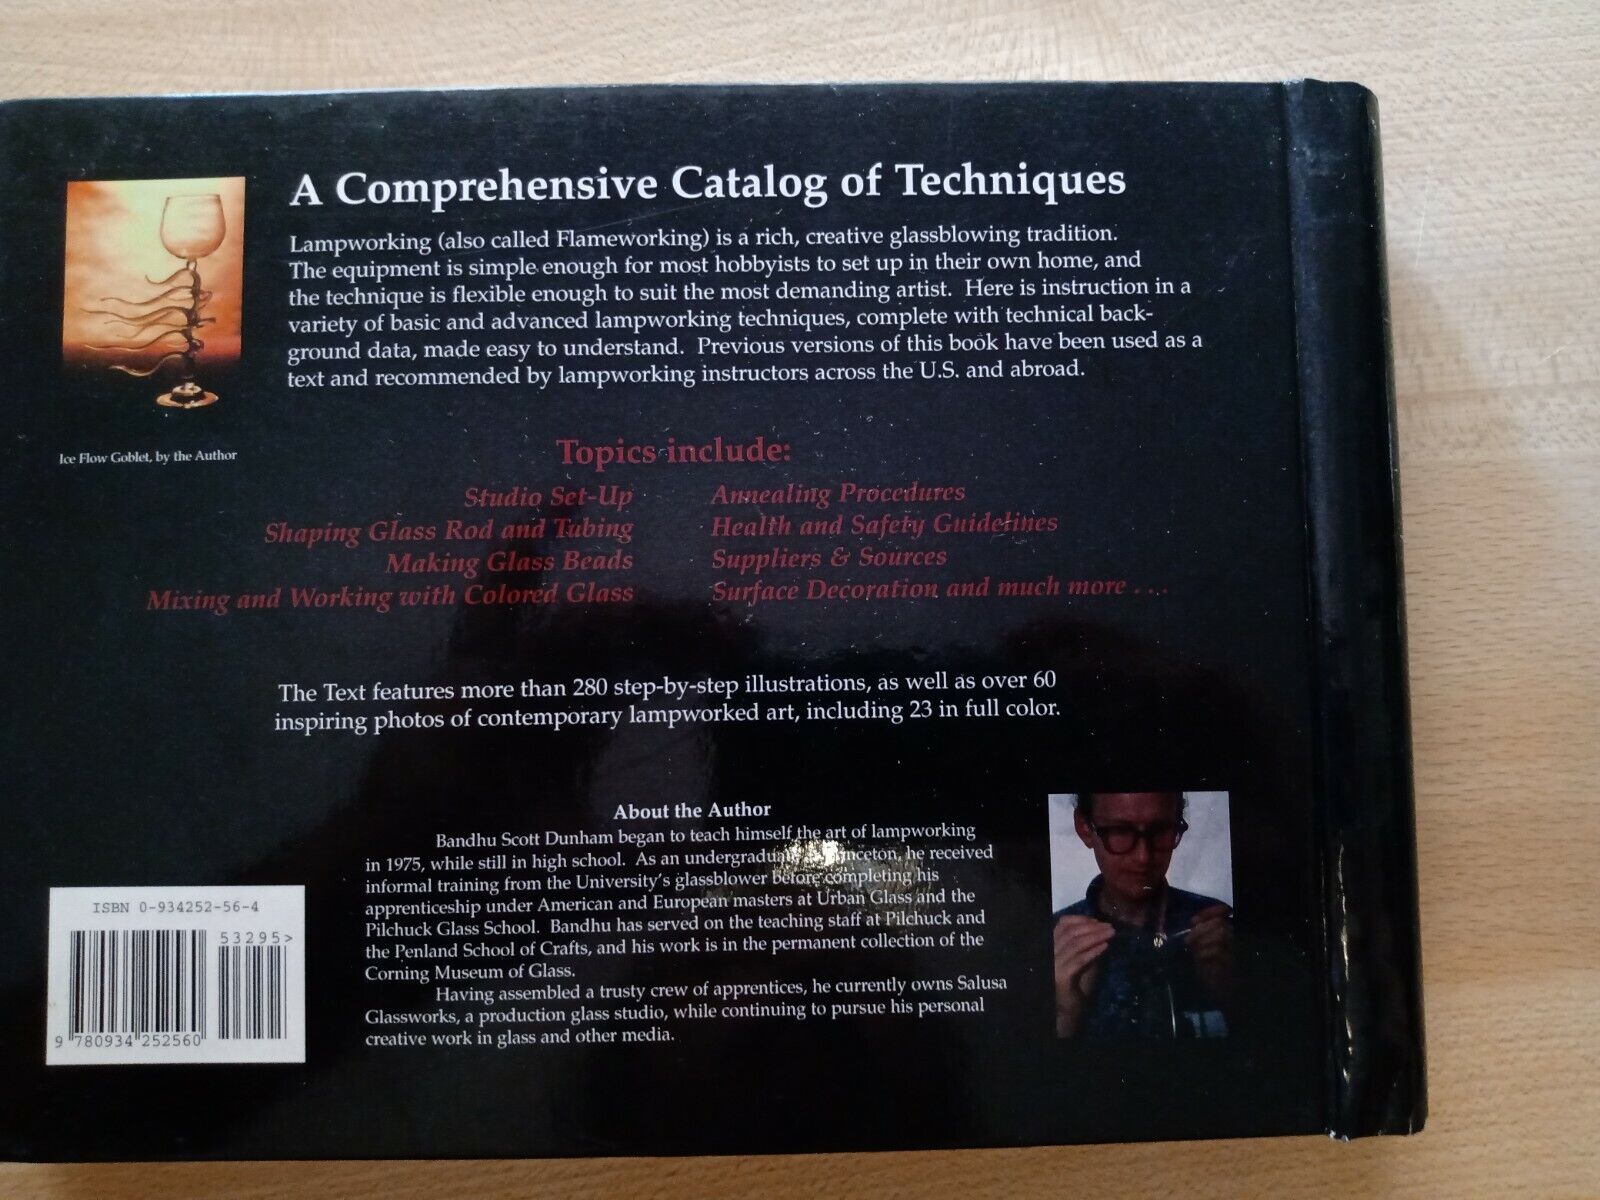 A Comprehensive Catalog of Techniques
Lampworking (also called Flameworking) is a rich, creative glassblowing tradition.
The equipment is simple enough for most hobbyists to set up in their own home, and
the technique is flexible enough to suit the most demanding artist. Here is instruction in a
variety of basic and advanced lampworking techniques, complete with technical back-
ground data, made easy to understand. Previous versions of this book have been used as a
text and recommended by lampworking instructors across the U.S. and abroad.
Ice Flow Goblet, by the Author
Topics include:
Studio Set-Up
Shaping Glass Rod and Tubing
Making Glass Beads
Mixing and Working with Colored Glass
Annealing Procedures
Health and Safety Guidelines
Suppliers & Sources
Surface Decoration and much more . . .
The Text features more than 280 step-by-step illustrations, as well as over 60
inspiring photos of contemporary lampworked art, including 23 in full color.
About the Author
Bandhu Scott Dunham began to teach himself the art of lampworking
in 1975, while still in high school. As an undergraduate Princeton, he received
informal training from the University's glassblower before completing his
apprenticeship under American and European masters at Urban Glass and the
Pilchuck Glass School. Bandhu has served on the teaching staff at Pilchuck and
the Penland School of Crafts, and his work is in the permanent collection of the
Corning Museum of Glass.
Having assembled a trusty crew of apprentices, he currently owns Salusa
Glassworks, a production glass studio, while continuing to pursue his personal
creative work in glass and other media.
ISBN 0-934252-56-4
53295>
9 780934 252560